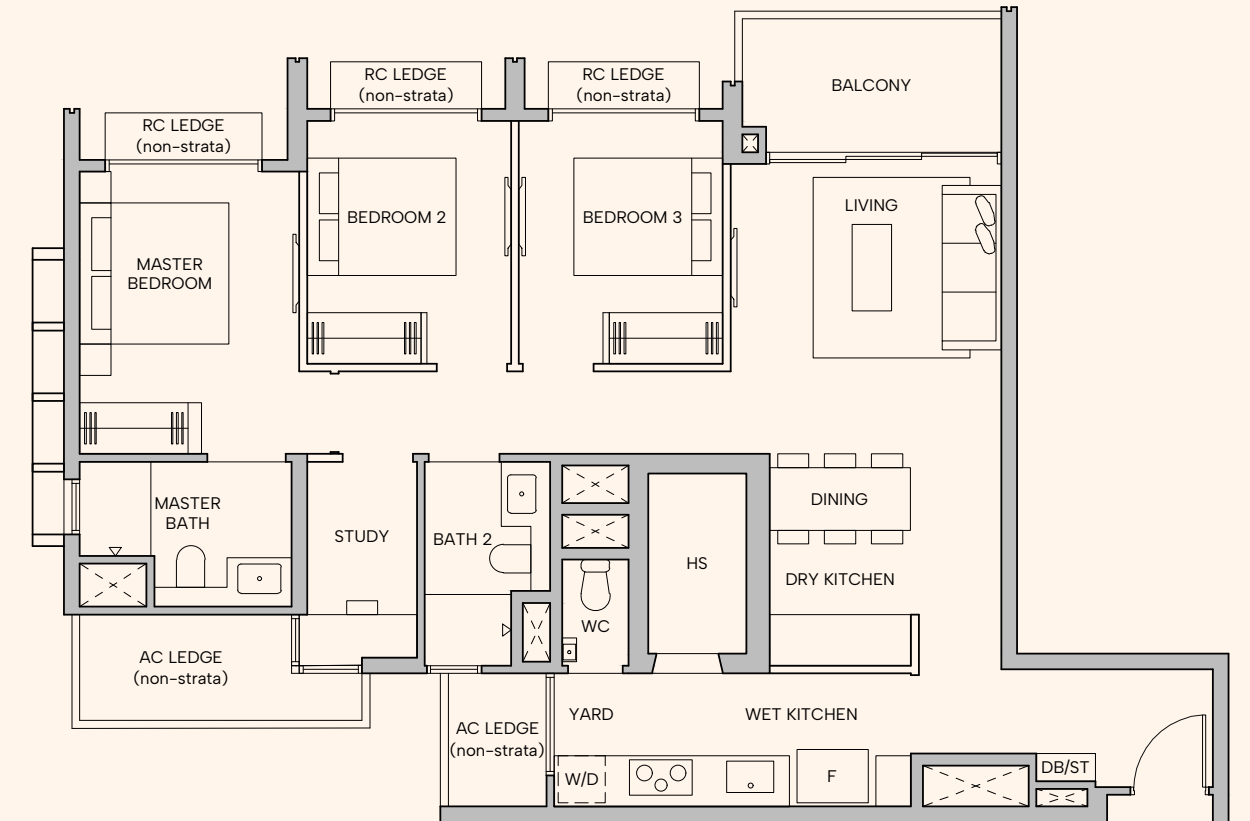 RC LEDGE
(non-strata)
RC LEDGE
(non-strata)
BALCONY
RC LEDGE
(non-strata)
LIVING
BEDROOM 2
BEDROOM 3
MASTER
BEDROOM
DINING
MASTER
BATH
STUDY
BATH 2
HS
DRY KITCHEN
WC
AC LEDGE
(non-strata)
YARD
WET KITCHEN
AC LEDGE
(non-strata)
W/D
F
DB/ST